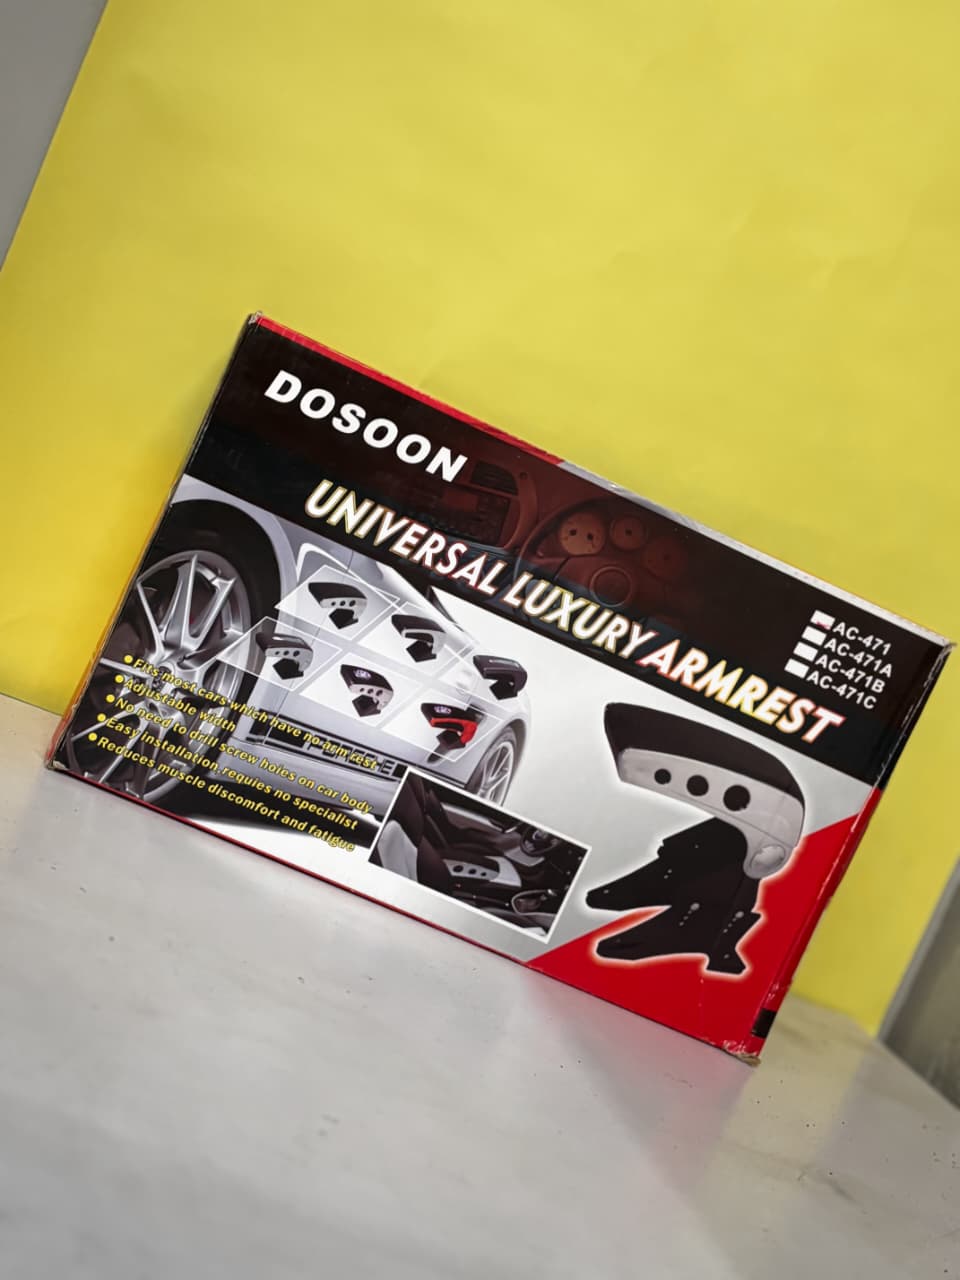 DOSOON
UNIVERSAL LUXURY ARMREST
AC-471
AC-471A
AC-471B
AC-471C
Fits most cars which have no arm rest
Adjustable width
No need to drill screw holes on car body
Easy installation,requies no specialist
Reduces muscle discomfort and fatigue